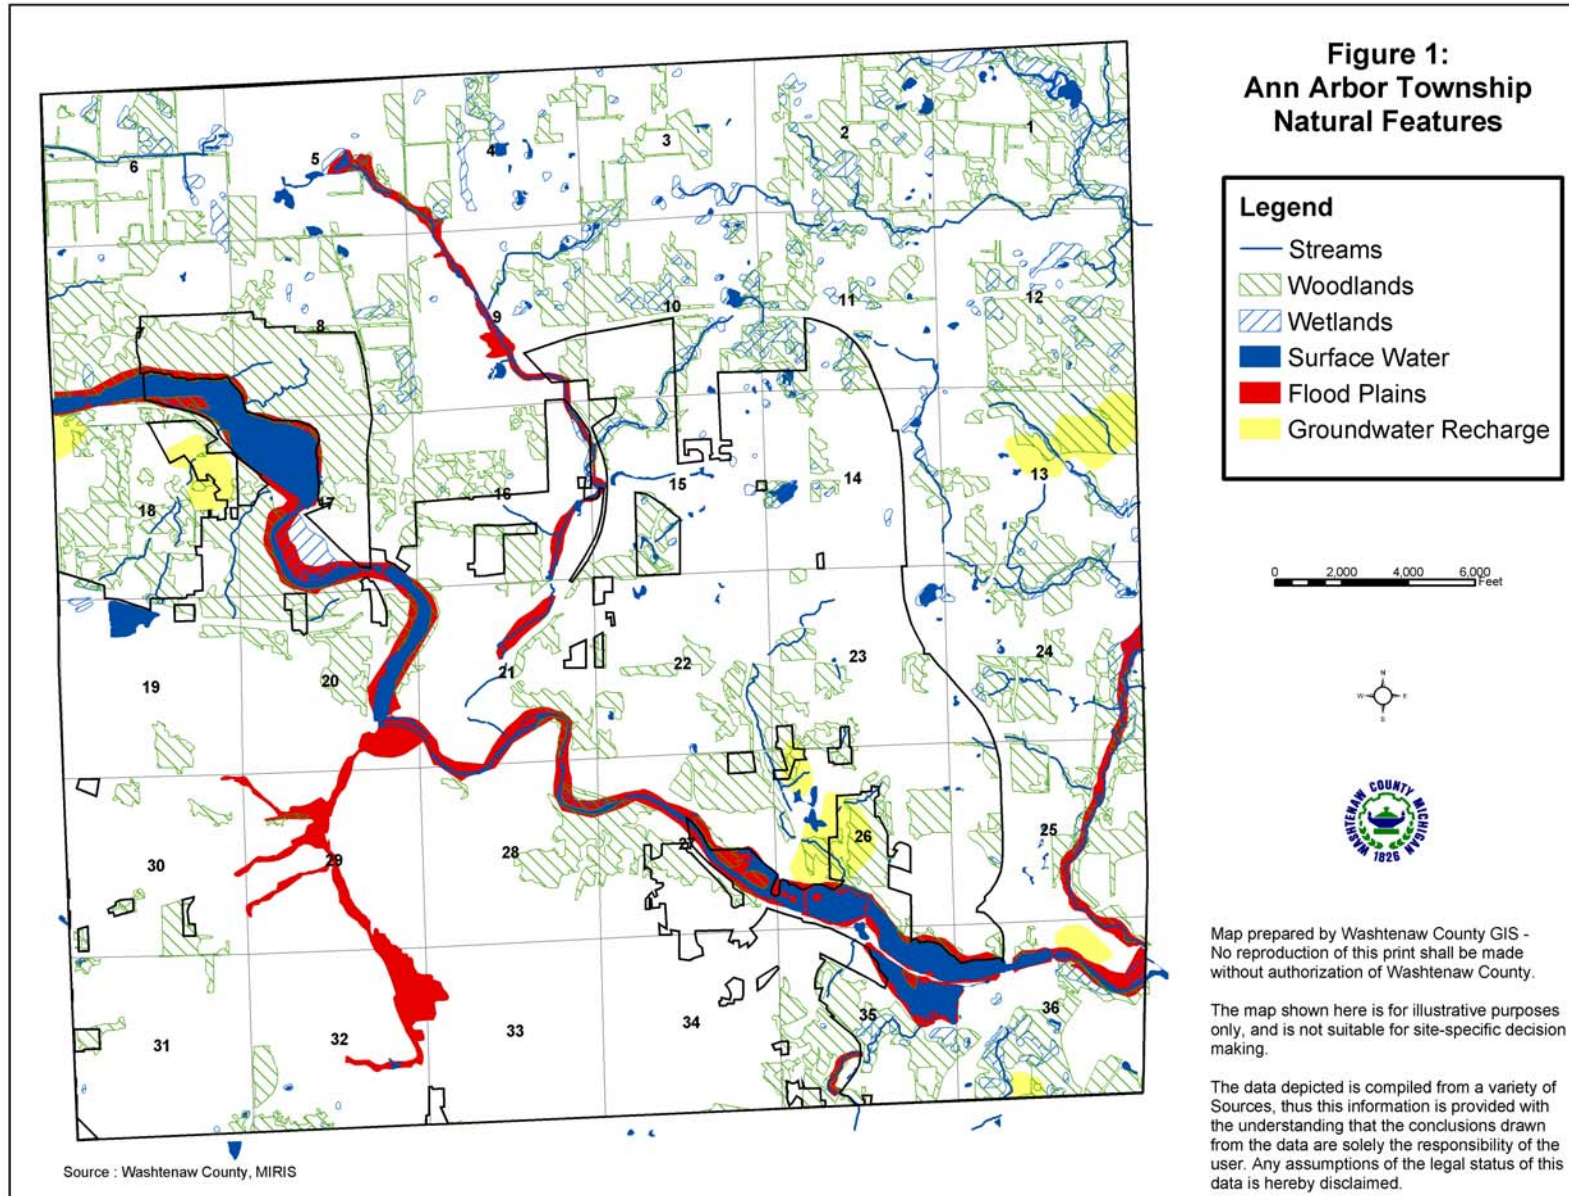 Figure 1:
Ann Arbor Township
Natural Features
Legend
Streams
Woodlands
Wetlands
Surface Water
Flood Plains
Groundwater Recharge
0 2,000 4,000 6,000
Feet
N
W E
S
WASHTENAW COUNTY MICHIGAN
1826
Map prepared by Washtenaw County GIS -
No reproduction of this print shall be made
without authorization of Washtenaw County.
The map shown here is for illustrative purposes
only, and is not suitable for site-specific decision
making.
The data depicted is compiled from a variety of
Sources, thus this information is provided with
the understanding that the conclusions drawn
from the data are solely the responsibility of the
user. Any assumptions of the legal status of this
data is hereby disclaimed.
6 5 4 3 2 1
7 8 9 10 11 12
18 17 16 15 14 13
19 20 21 22 23 24
30 29 28 27 26 25
31 32 33 34 35 36
Source : Washtenaw County, MIRIS